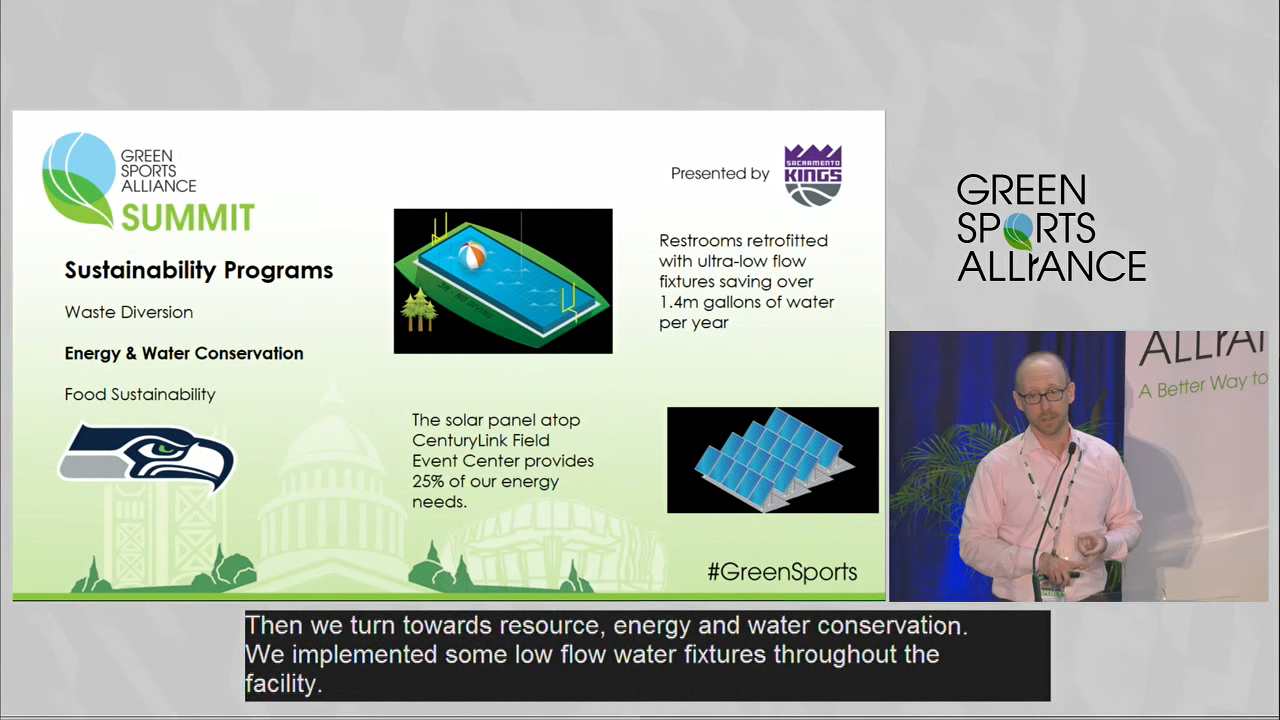 GREEN
SPORTS
ALLIANCE
SUMMIT
Presented by
SACRAMENTO
KINGS
Sustainability Programs
Waste Diversion
Energy & Water Conservation
Food Sustainability
Restrooms retrofitted
with ultra-low flow
fixtures saving over
1.4m gallons of water
per year
The solar panel atop
CenturyLink Field
Event Center provides
25% of our energy
needs.
#GreenSports
GREEN
SPORTS
ALLIANCE
A Better Way to
Then we turn towards resource, energy and water conservation.
We implemented some low flow water fixtures throughout the
facility.